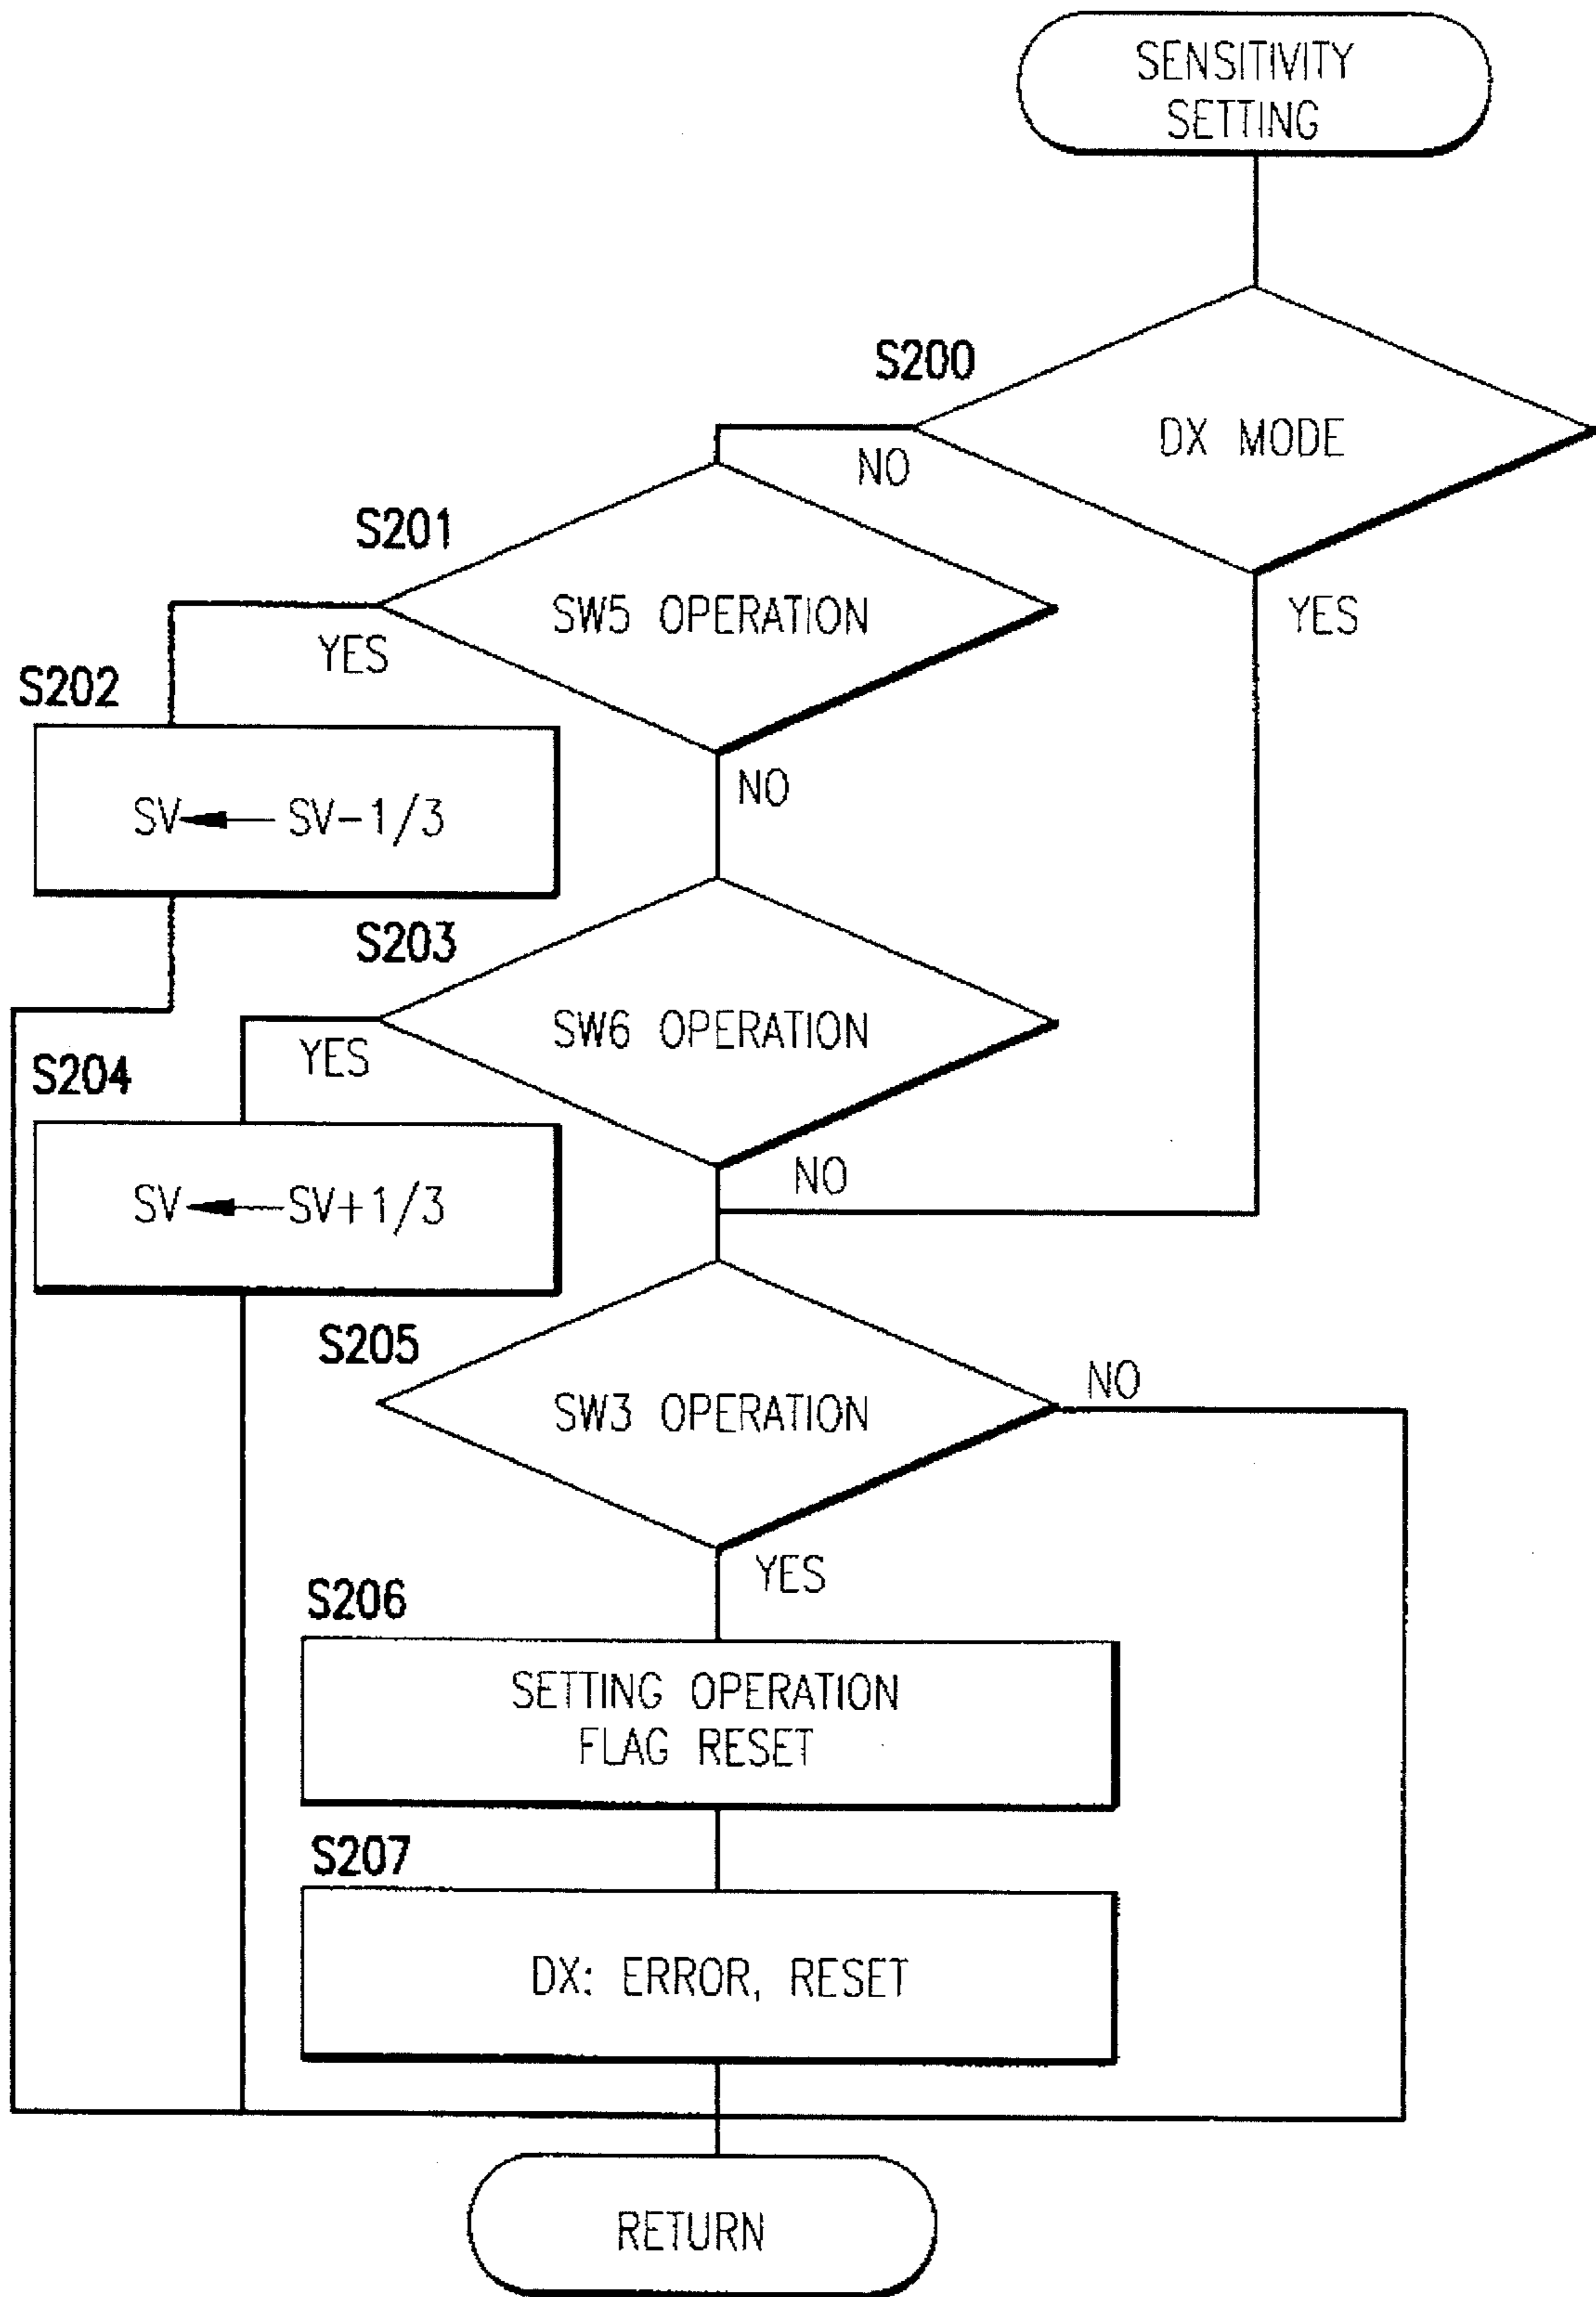 SENSITIVITY
SETTING
S200
DX MODE
NO
YES
S201
SW5 OPERATION
YES
NO
S202
SV ← SV-1/3
S203
SW6 OPERATION
YES
NO
S204
SV ← SV+1/3
S205
SW3 OPERATION
NO
YES
S206
SETTING OPERATION
FLAG RESET
S207
DX: ERROR, RESET
RETURN